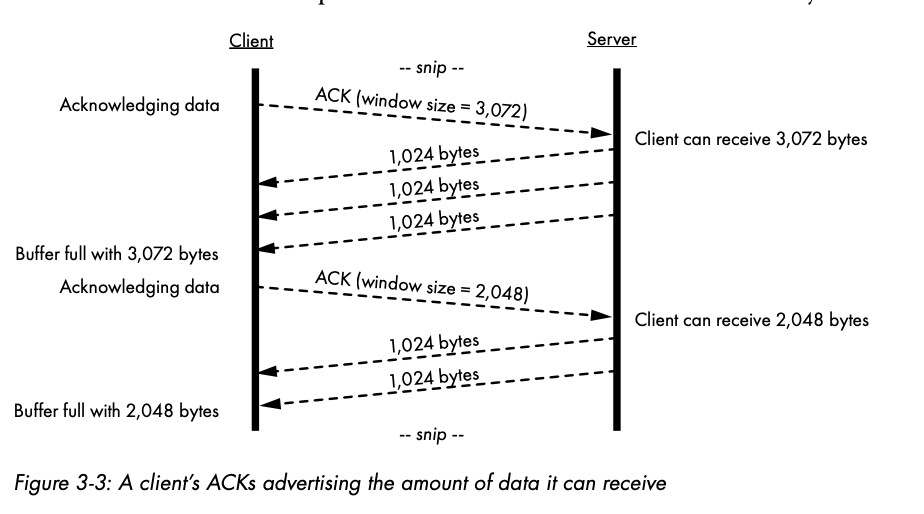 Client
Server
-- snip --
Acknowledging data
ACK (window size = 3,072)
Client can receive 3,072 bytes
1,024 bytes
1,024 bytes
1,024 bytes
Buffer full with 3,072 bytes
Acknowledging data
ACK (window size = 2,048)
Client can receive 2,048 bytes
1,024 bytes
1,024 bytes
Buffer full with 2,048 bytes
-- snip --
Figure 3-3: A client’s ACKs advertising the amount of data it can receive